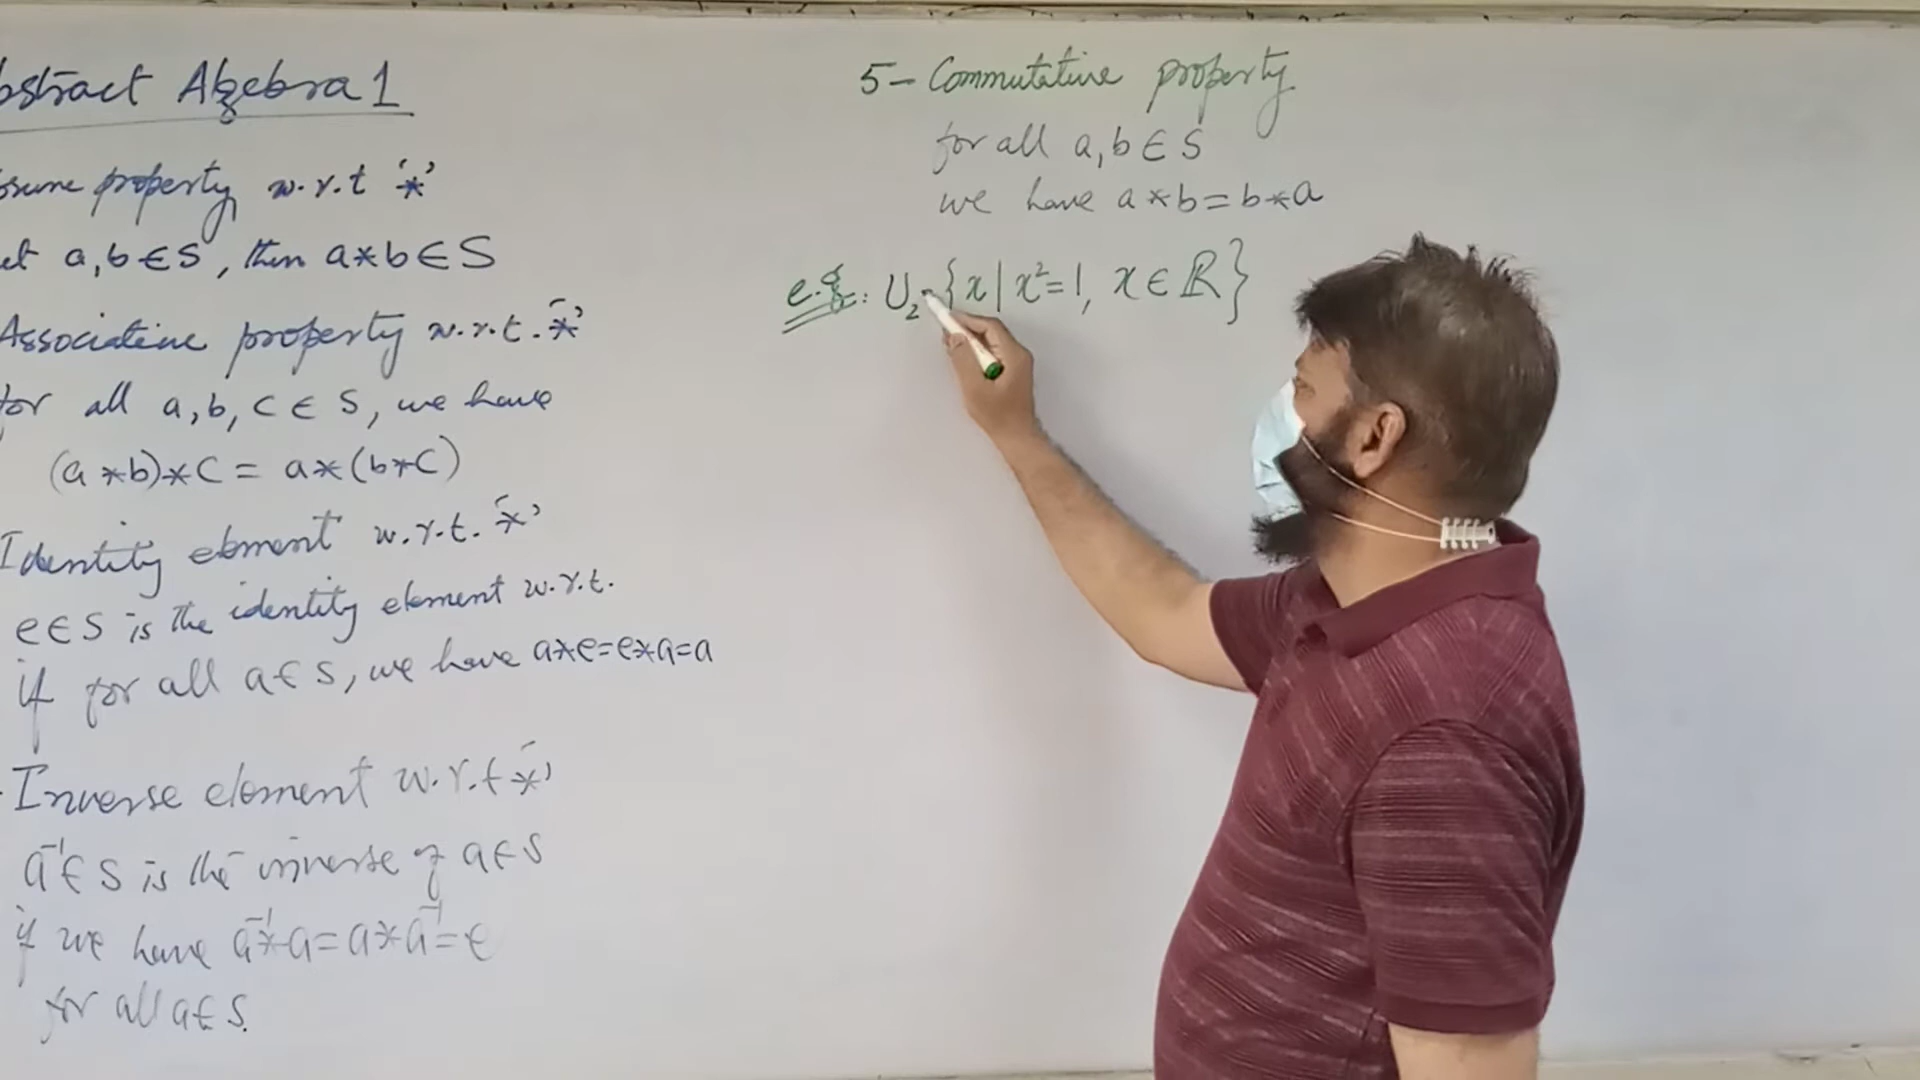 bstract Algebra 1
osure property w.r.t '*'
et a,b∈S, then a*b∈S
Associative property w.r.t. '*'
for all a,b,c ∈ S, we have
(a*b)*c = a*(b*c)
Identity element w.r.t. '*'
e∈S is the identity element w.r.t.
if for all a∈S, we have a*e=e*a=a
Inverse element w.r.t '*'
a⁻¹∈S is the inverse of a∈S
if we have a⁻¹*a=a*a⁻¹=e
for all a∈S.
5- Commutative property
for all a,b∈S
we have a*b=b*a
e.g.: U₂={x|x²=1, x∈ℝ}